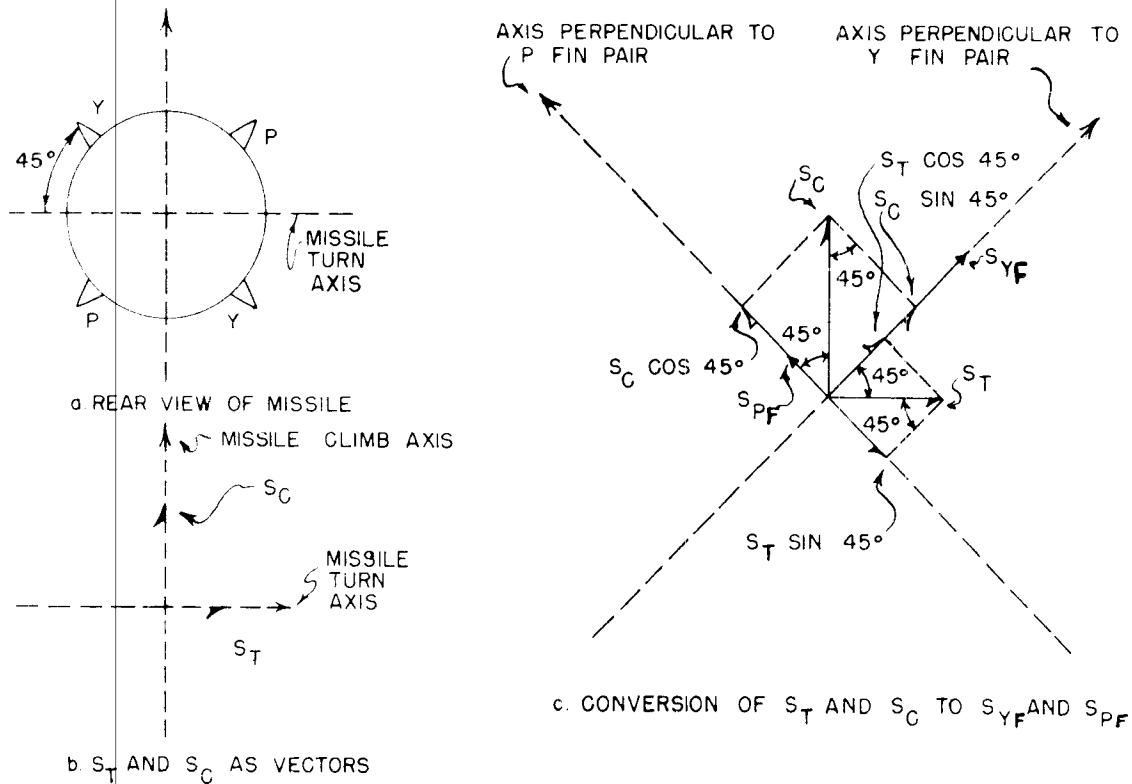 Y
P
45°
MISSILE
TURN
AXIS
P
Y
a. REAR VIEW OF MISSILE
MISSILE CLIMB AXIS
S_C
MISSILE
TURN
AXIS
S_T
b. S_T AND S_C AS VECTORS
AXIS PERPENDICULAR TO
P FIN PAIR
AXIS PERPENDICULAR TO
Y FIN PAIR
S_C
S_T COS 45°
S_C SIN 45°
S_YF
45°
45°
S_C COS 45°
S_PF
45°
S_T
45°
S_T SIN 45°
c. CONVERSION OF S_T AND S_C TO S_YF AND S_PF